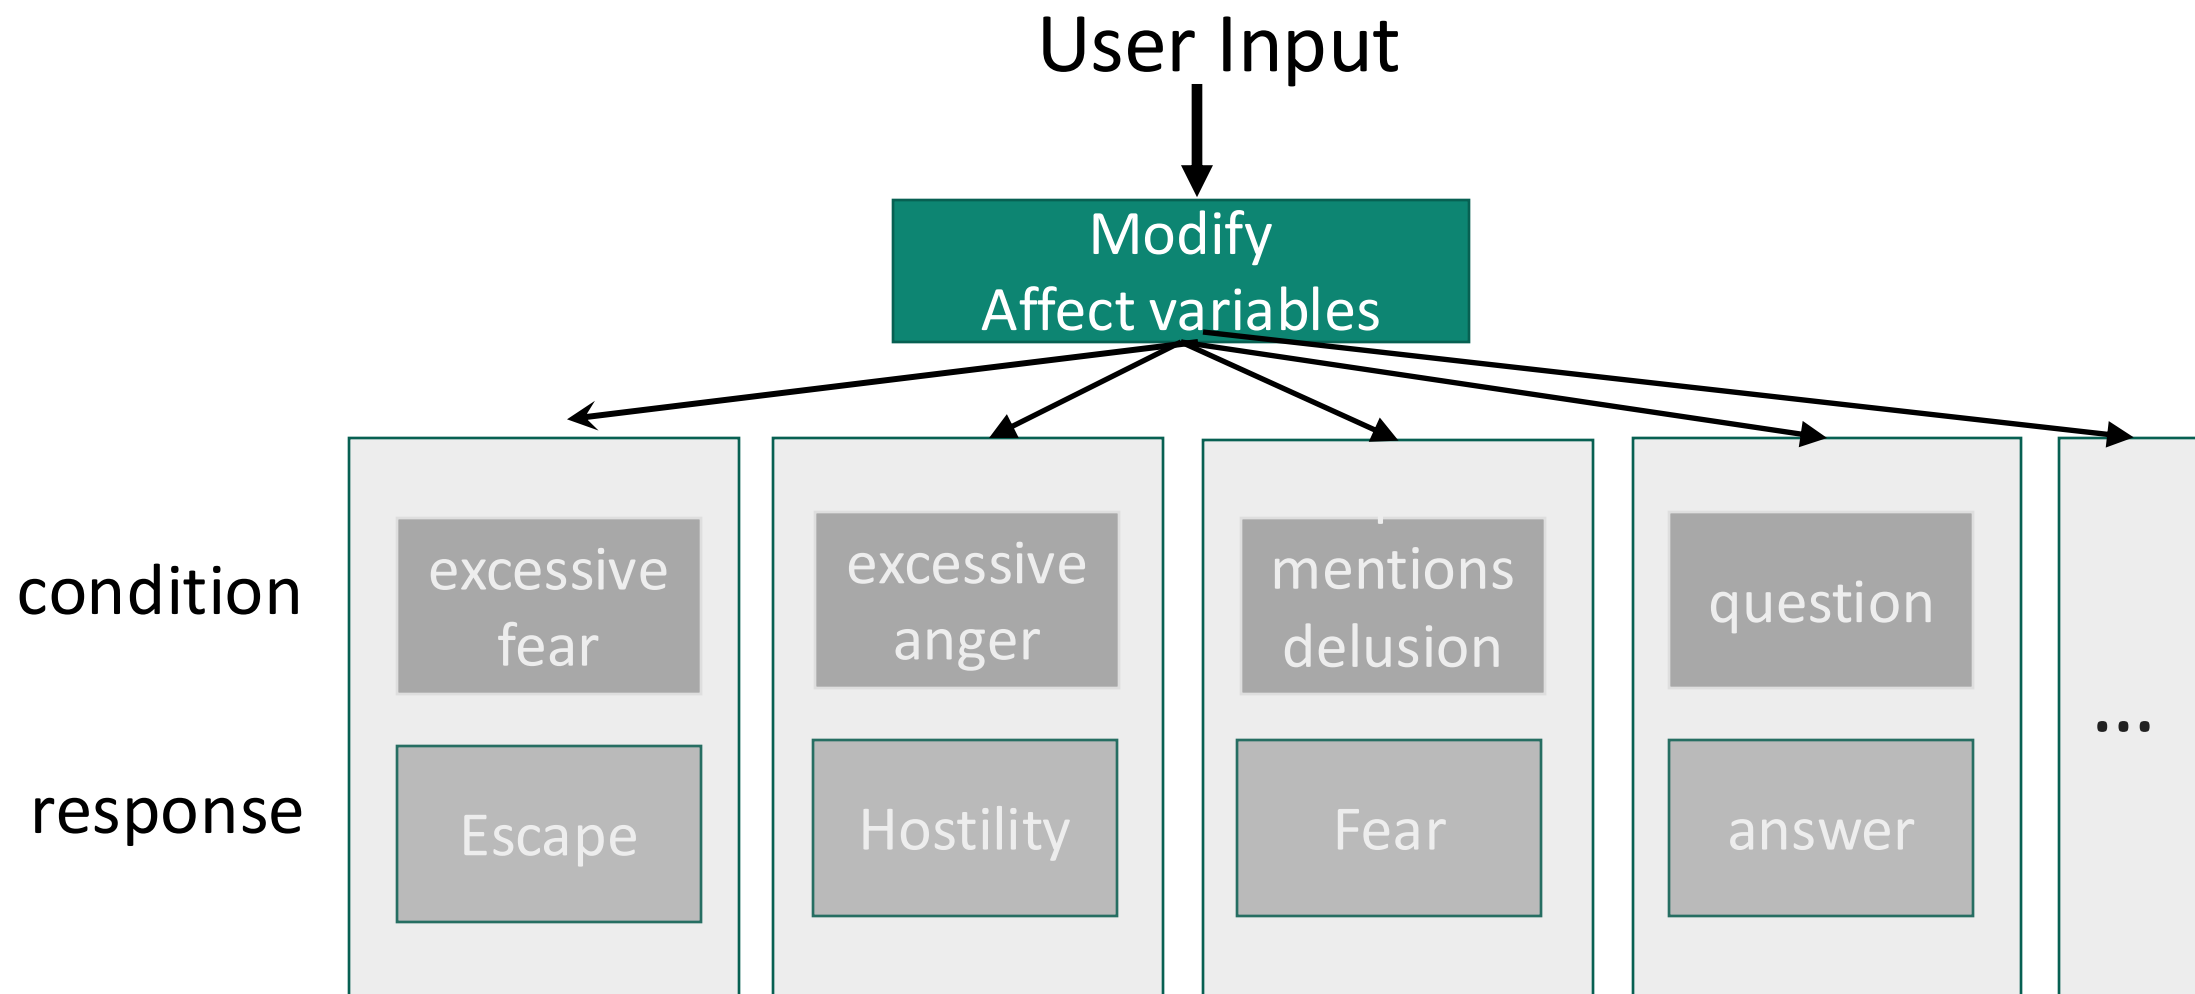 User Input
Modify
Affect variables
condition
excessive
fear
excessive
anger
mentions
delusion
question
response
Escape
Hostility
Fear
answer
...